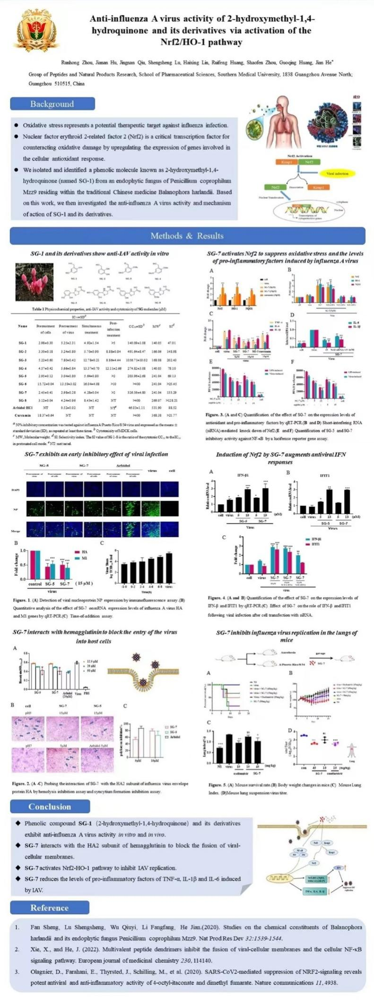 Anti-influenza A virus activity of 2-hydroxymethyl-1,4-
hydroquinone and its derivatives via activation of the
Nrf2/HO-1 pathway
Runhong Zhou, Jianan Hu, Jingnan Qiu, Shengsheng Lu, Haixing Lin, Ruifeng Huang, Shaofen Zhou, Guoqing Huang, Jian He*
Group of Peptides and Natural Products Research, School of Pharmaceutical Sciences, Southern Medical University, 1838 Guangzhou Avenue North;
Guangzhou 510515, China
Background
● Oxidative stress represents a potential therapeutic target against influenza infection.
● Nuclear factor erythroid 2-related factor 2 (Nrf2) is a critical transcription factor for
counteracting oxidative damage by upregulating the expression of genes involved in
the cellular antioxidant response.
● We isolated and identified a phenolic molecule known as 2-hydroxymethyl-1,4-
hydroquinone (named SG-1) from an endophytic fungus of Penicillium coprophilum
Mzz9 residing within the traditional Chinese medicine Balanophora harlandii. Based
on this work, we then investigated the anti-influenza A virus activity and mechanism
of action of SG-1 and its derivatives.
成分
Nrf2 Activation
Keap1 Nrf2
Viral infection
Nrf2 Dissociation Keap1
Nuclear Translocation
cytoplasm
Nuclear
Transcription of
cytoprotective genes
Methods & Results
SG-1 and its derivatives show anti-IAV activity in vitro
SG-1 SG-2 SG-3 SG-4
SG-5 SG-6 SG-7 SG-8
Table 1 Physicochemical properties, anti-IAV activity and cytotoxicity of SG molecules (μM)
Name Pretreatment of cells Pretreatment of virus Simultaneous treatment Post-infection treatment
SG-1 2.98±0.30 5.25±2.31 4.92±1.54 >5 140.09±1.08 140.05 47.01
SG-2 3.30±0.18 3.24±0.80 5.70±0.90 8.88±0.84 491.64±8.47 166.06 148.98
SG-3 5.22±0.60 7.80±0.42 12.78±0.21 8.86±4.44 1056.71±10.02 168.08 202.43
SG-4 4.57±0.42 5.66±0.84 13.37±0.70 12.11±2.66 274.82±3.08 140.05 78.10
SG-5 2.95±0.12 3.04±0.80 5.64±0.80 >2 203.96±2.68 241.04 69.13
SG-6 15.72±0.04 13.59±3.02 16.04±4.08 >10 >400 241.04 >25.45
SG-7 2.45±0.41 2.98±0.28 4.28±0.04 >2 326.56±4.80 241.04 133.29
SG-8 3.12±0.04 4.24±0.96 8.43±1.42 NT >400 269.07 >128.21
Arbidol·HCl NT 0.52±0.02 NT NT 46.03±1.11 531.90 88.52
Curcumin 18.37±0.64 NT NT NT >400 368.38 >21.77
a 50% inhibitory concentration was tested against influenza A/Puerto Rico/8/34 virus and expressed as the means ±
standard deviation (SD), as repeated at least three times. b Cytotoxicity of MDCK cells.
c MW, Molecular weight. d SI: Selectivity index. The SI value of SG 1-8 is the ratio of the cytotoxic CC50 to the IC50
in pretreated cell mode. e NT: not tested.
SG-7 activates Nrf2 to suppress oxidative stress and the levels
of pro-inflammatory factors induced by influenza A virus
A B
C D
E F
Figure. 3. (A and C) Quantification of the effect of SG-7 on the expression levels of
antioxidant and pro-inflammatory factors by qRT-PCR.(B and D) Short-interfering RNA
(siRNA)-mediated knock down of Nrf2.(E and F) Quantification of SG-5 and SG-7
inhibitory activity against NF-κB by a luciferase reporter gene assay.
SG-7 exhibits an early inhibitory effect of viral infection
SG-5 SG-7 Arbidol virus cell
DAPI
NP
Merge
B C
Fold change
HA
M1
control SG-5 SG-7 (15 μM)
virus
Time(h)
Figure. 1. (A) Detection of viral nucleoprotein NP expression by immunofluorescence assay.(B)
Quantitative analysis of the effect of SG-7 on mRNA expression levels of influenza A virus HA
and M1 genes by qRT-PCR.(C) Time-of-addition assay.
Induction of Nrf2 by SG-7 augments antiviral IFN
responses
A IFN-β1 B IFIT1
Relative mRNA level
cell virus 5 15 5 15 (μM)
SG-5 SG-7
Virus
C
Fold change
IFN-β1
IFIT1
cell virus SG-7 SG-7 SG-7
virus
Figure. 4. (A and B) Quantification of the effect of SG-7 on the expression levels of
IFN-β and IFIT1 by qRT-PCR.(C) Effect of SG-7 on the role of IFN-β and IFIT1
following viral infection after cell transfection with siRNA.
SG-7 interacts with hemagglutinin to block the entry of the virus
into host cells
A
12.5 μM
25 μM
50 μM
SG-5 SG-7 Arbidol (25μM) Virus PBS
B cell SG-7 SG-5 C
pH5 15μM 15μM
pH7 5μM Arbidol 5μM
SG-7
SG-5
Arbidol
5μM 15μM
Figure. 2. (A -C) Probing the interaction of SG-7 with the HA2 subunit of influenza virus envelope
protein HA by hemolysis inhibition assay and syncytium formation inhibition assay.
SG-7 inhibits influenza virus replication in the lungs of
mice
Anesthesia gavage
A/Puerto Rico/8/34 SG-7
A B
C D
Lung index(%)
NS virus 15 15 45 (mg/kg)
oseltamivir SG-7
con 45 15 15 (mg/kg)
SG-7 oseltamivir
Lung
Figure. 5. (A) Mouse survival rate.(B) Body weight changes in mice.(C) Mouse Lung
Index. (D)Mouse lung suspension virus titer.
Conclusion
◆ Phenolic compound SG-1 (2-hydroxymethyl-1,4-hydroquinone) and its derivatives
exhibit anti-influenza A virus activity in vitro and in vivo.
◆ SG-7 interacts with the HA2 subunit of hemagglutinin to block the fusion of viral-
cellular membranes.
◆ SG-7 activates Nrf2-HO-1 pathway to inhibit IAV replication.
◆ SG-7 reduces the levels of pro-inflammatory factors of TNF-α, IL-1β and IL-6 induced
by IAV.
Nrf2 Keap1
Keap1
Nrf2
Reference
1. Fan Sheng, Lu Shengsheng, Wu Qiuyi, Li Fangfang, He Jian.(2020). Studies on the chemical constituents of Balanophora
harlandii and its endophytic fungus Penicillium coprophilum Mzz9. Nat Prod Res Dev 32:1539-1544.
2. Xie, X., and He, J. (2022). Multivalent peptide dendrimers inhibit the fusion of viral-cellular membranes and the cellular NF-κB
signaling pathway. European journal of medicinal chemistry 230, 114140.
3. Olagnier, D., Farahani, E., Thyrsted, J., Schilling, M., et al. (2020). SARS-CoV2-mediated suppression of NRF2-signaling reveals
potent antiviral and anti-inflammatory activity of 4-octyl-itaconate and dimethyl fumarate. Nature communications 11, 4938.